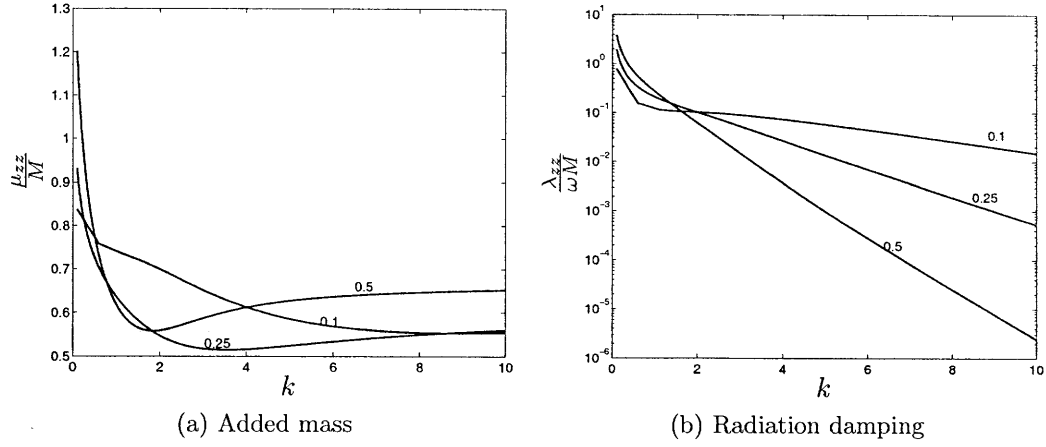 1.3
1.2
1.1
1
0.9
0.8
0.7
0.6
0.5
μzz/M
0.5
0.1
0.25
0 2 4 6 8 10
k
(a) Added mass
10^1
10^0
10^-1
10^-2
10^-3
10^-4
10^-5
10^-6
λzz/ωM
0.1
0.25
0.5
0 2 4 6 8 10
k
(b) Radiation damping